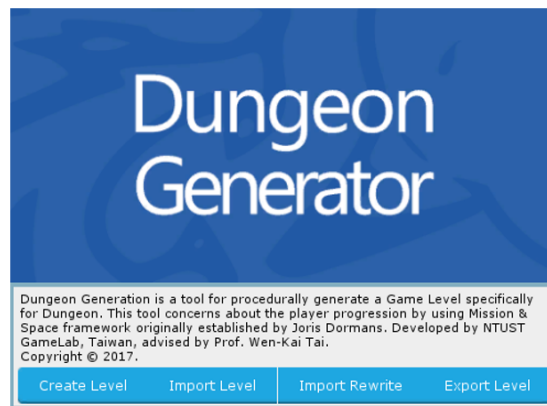 Dungeon
Generator
Dungeon Generation is a tool for procedurally generate a Game Level specifically
for Dungeon. This tool concerns about the player progression by using Mission &
Space framework originally established by Joris Dormans. Developed by NTUST
GameLab, Taiwan, advised by Prof. Wen-Kai Tai.
Copyright © 2017.
Create Level Import Level Import Rewrite Export Level